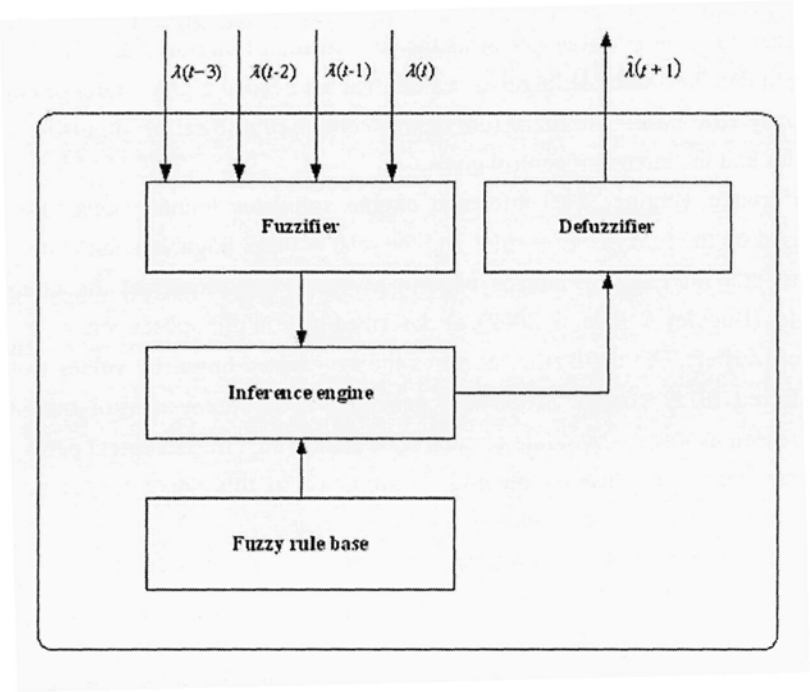 λ(t−3) λ(t-2) λ(t-1) λ(t) λ̂(t+1)
Fuzzifier Defuzzifier
Inference engine
Fuzzy rule base